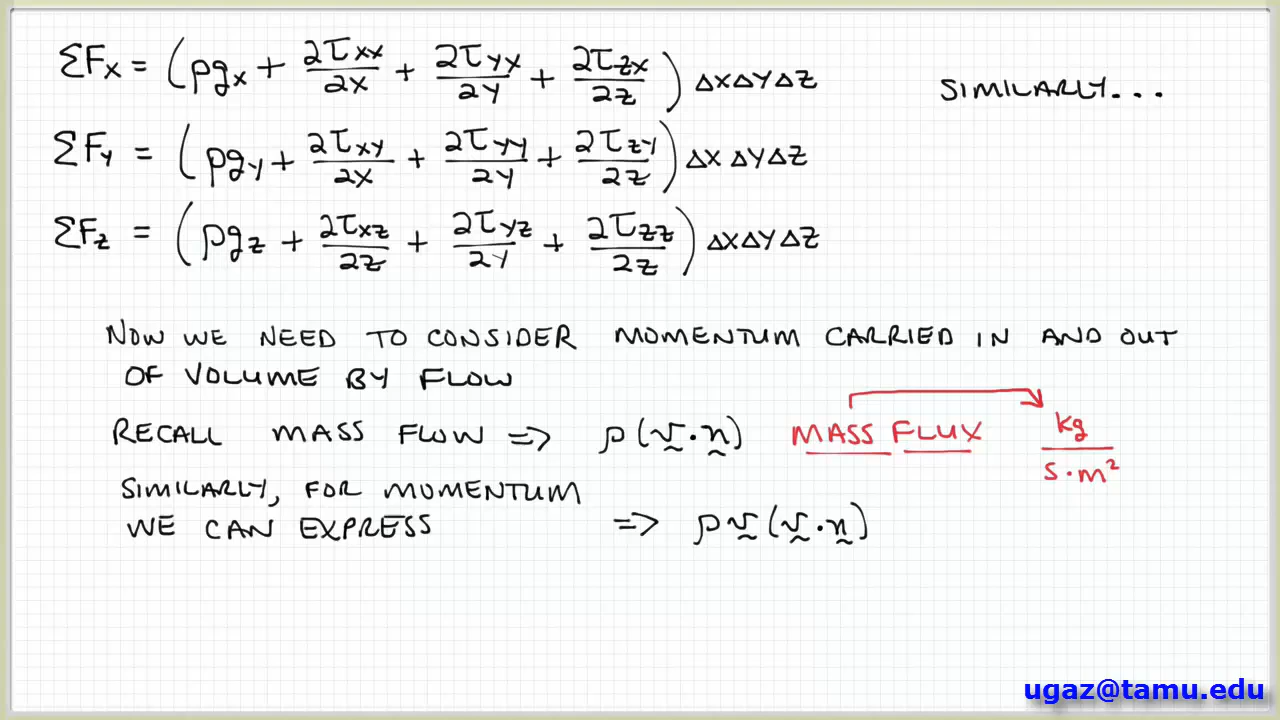 ΣFx = (ρgx + ∂τxx/∂x + ∂τyx/∂y + ∂τzx/∂z) ΔxΔyΔz
SIMILARLY...
ΣFy = (ρgy + ∂τxy/∂x + ∂τyy/∂y + ∂τzy/∂z) ΔxΔyΔz
ΣFz = (ρgz + ∂τxz/∂z + ∂τyz/∂y + ∂τzz/∂z) ΔxΔyΔz
NOW WE NEED TO CONSIDER MOMENTUM CARRIED IN AND OUT
OF VOLUME BY FLOW
RECALL MASS FLOW => ρ(v·n) MASS FLUX kg/s·m²
SIMILARLY, FOR MOMENTUM
WE CAN EXPRESS => ρv(v·n)
ugaz@tamu.edu